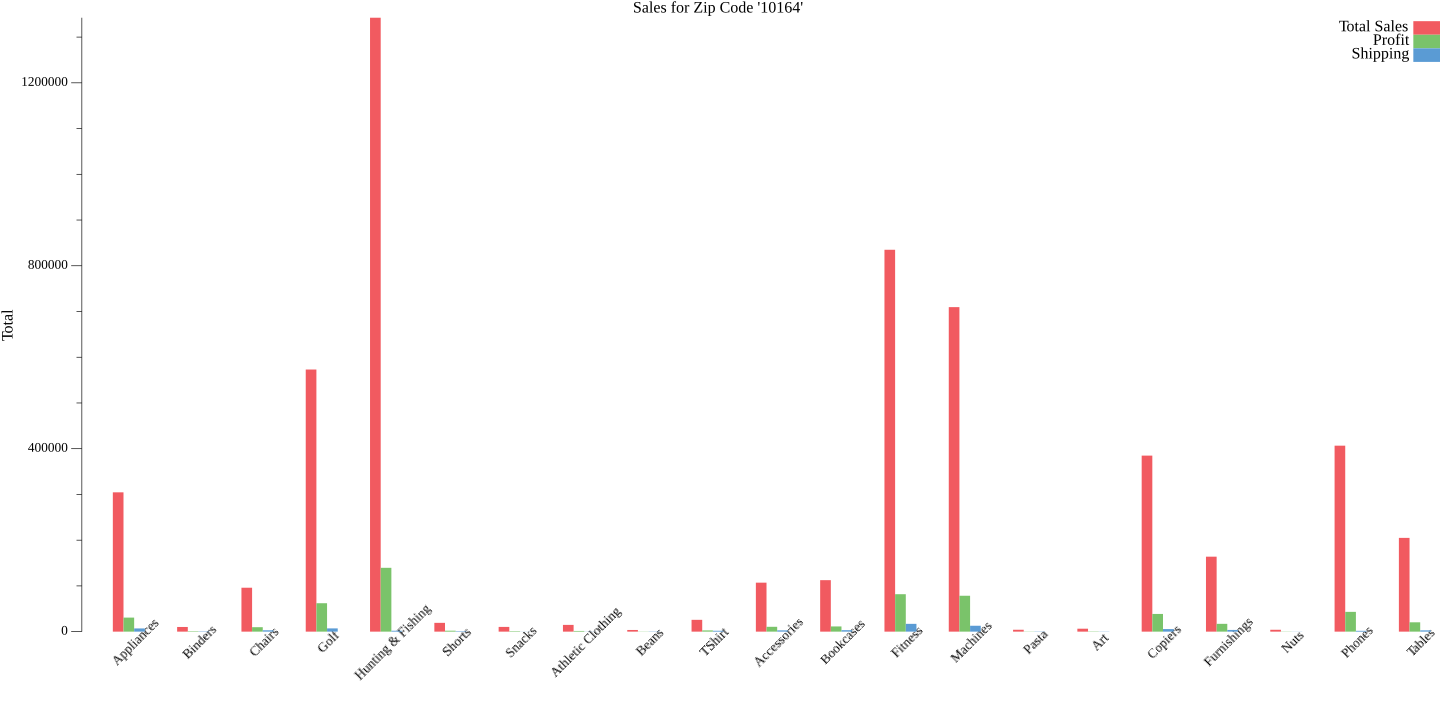 Sales for Zip Code '10164'
Total Sales
Profit
Shipping
1200000
800000
400000
0
Total
Appliances
Binders
Chairs
Golf
Hunting & Fishing
Shorts
Snacks
Athletic Clothing
Beans
TShirt
Accessories
Bookcases
Fitness
Machines
Pasta
Art
Copiers
Furnishings
Nuts
Phones
Tables